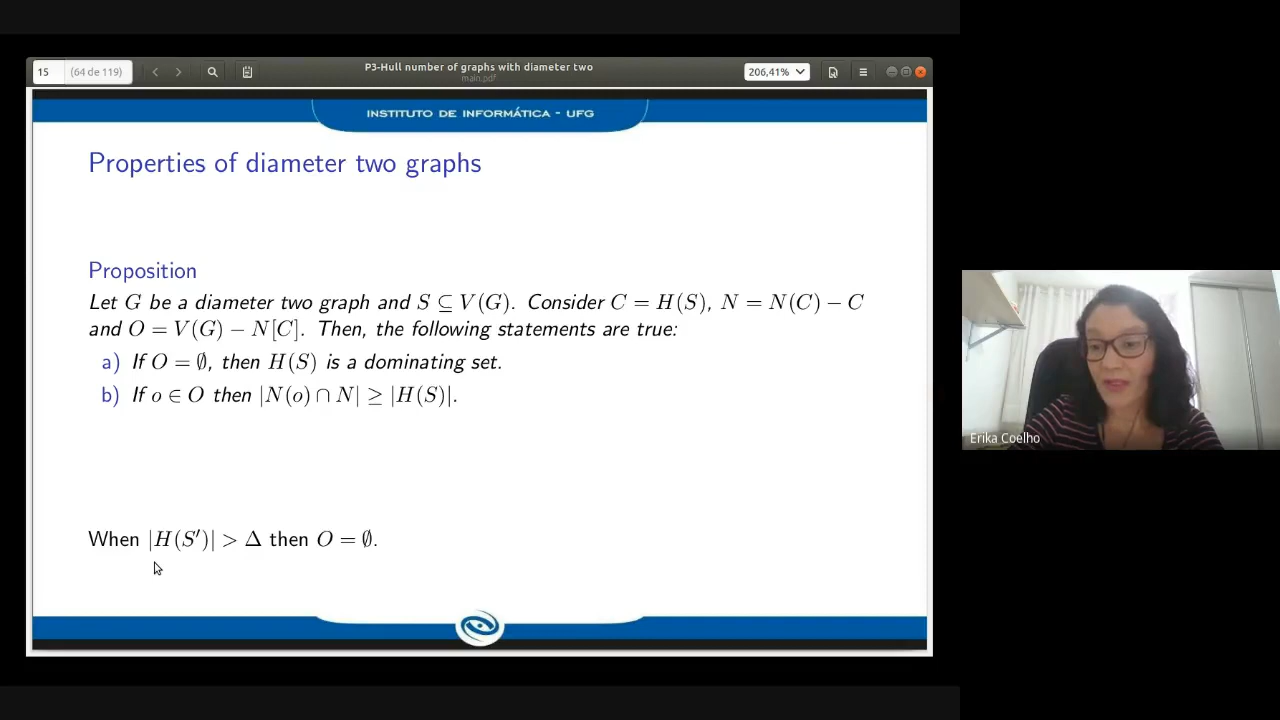 15 (64 de 119)
P3-Hull number of graphs with diameter two
main.pdf
206,41%
INSTITUTO DE INFORMÁTICA - UFG
Properties of diameter two graphs
Proposition
Let G be a diameter two graph and S ⊆ V(G). Consider C = H(S), N = N(C) − C
and O = V(G) − N[C]. Then, the following statements are true:
a) If O = ∅, then H(S) is a dominating set.
b) If o ∈ O then |N(o) ∩ N| ≥ |H(S)|.
When |H(S′)| > Δ then O = ∅.
Erika Coelho